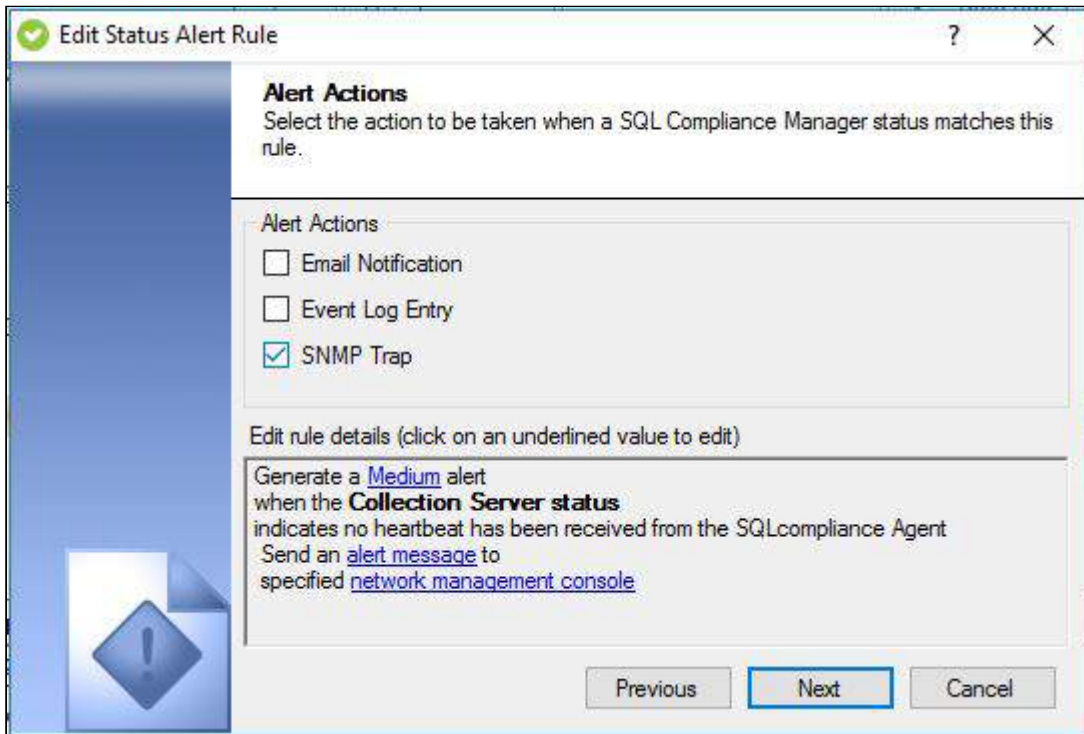 Edit Status Alert Rule
?
Alert Actions
Select the action to be taken when a SQL Compliance Manager status matches this
rule.
Alert Actions
Email Notification
Event Log Entry
SNMP Trap
Edit rule details (click on an underlined value to edit)
Generate a Medium alert
when the Collection Server status
indicates no heartbeat has been received from the SQLcompliance Agent
Send an alert message to
specified network management console
Previous
Next
Cancel